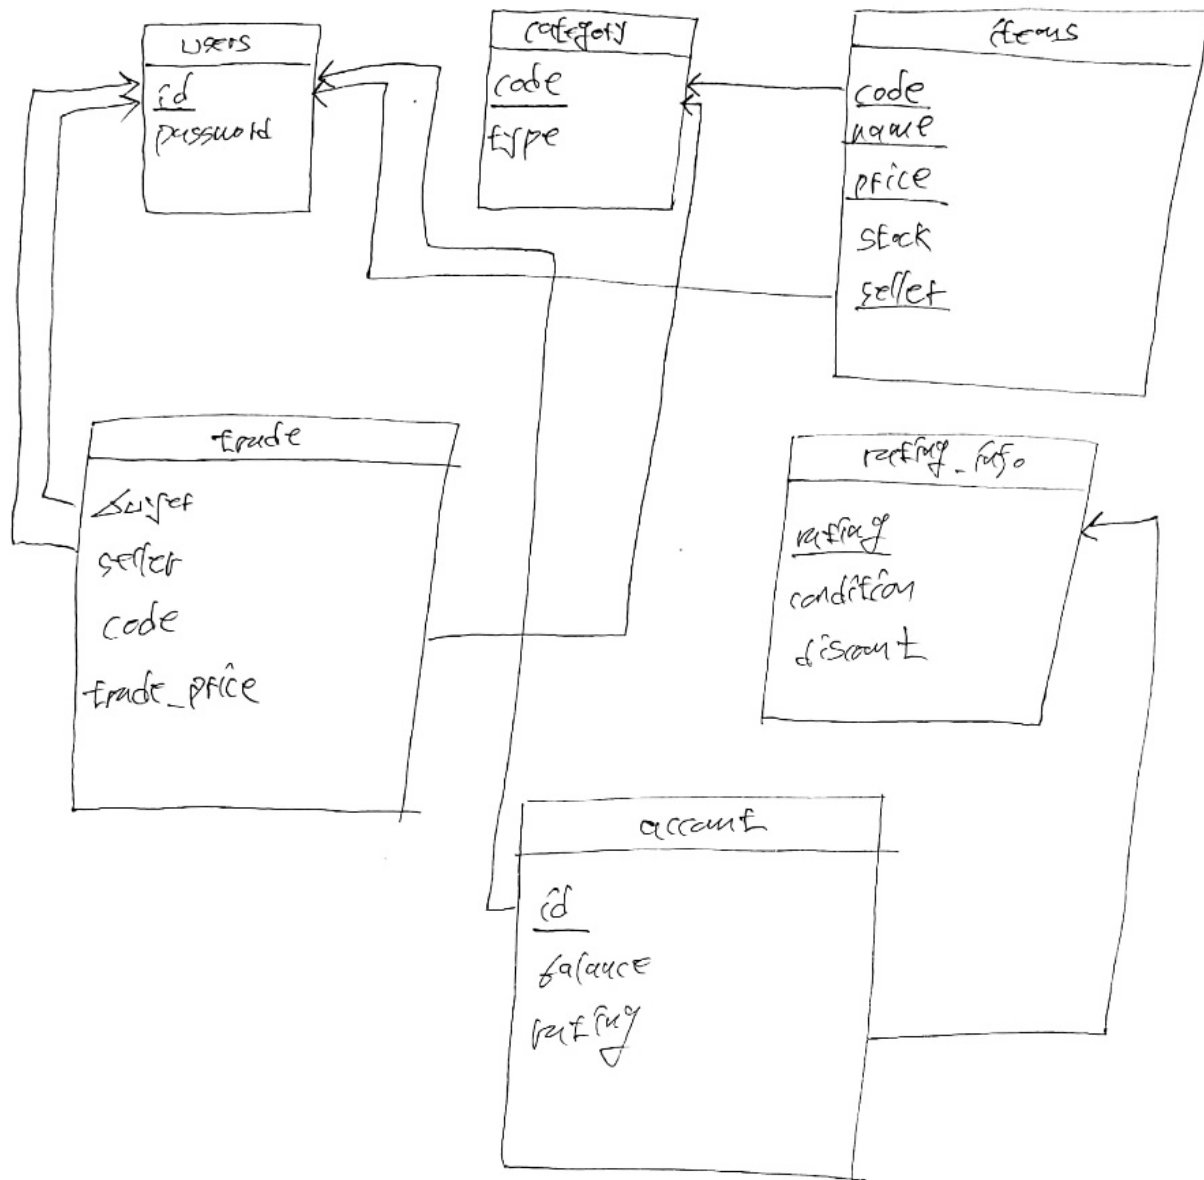 users
id
password
category
code
type
items
code
name
price
stock
seller
trade
buyer
seller
code
trade_price
rating_info
rating
condition
discount
account
id
balance
rating